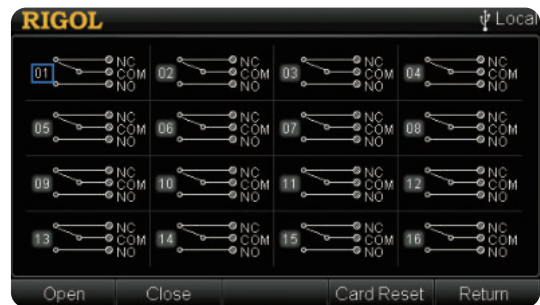 RIGOL Local
NC NC NC NC
01 COM 02 COM 03 COM 04 COM
NO NO NO NO
NC NC NC NC
05 COM 06 COM 07 COM 08 COM
NO NO NO NO
NC NC NC NC
09 COM 10 COM 11 COM 12 COM
NO NO NO NO
NC NC NC NC
13 COM 14 COM 15 COM 16 COM
NO NO NO NO
Open Close Card Reset Return